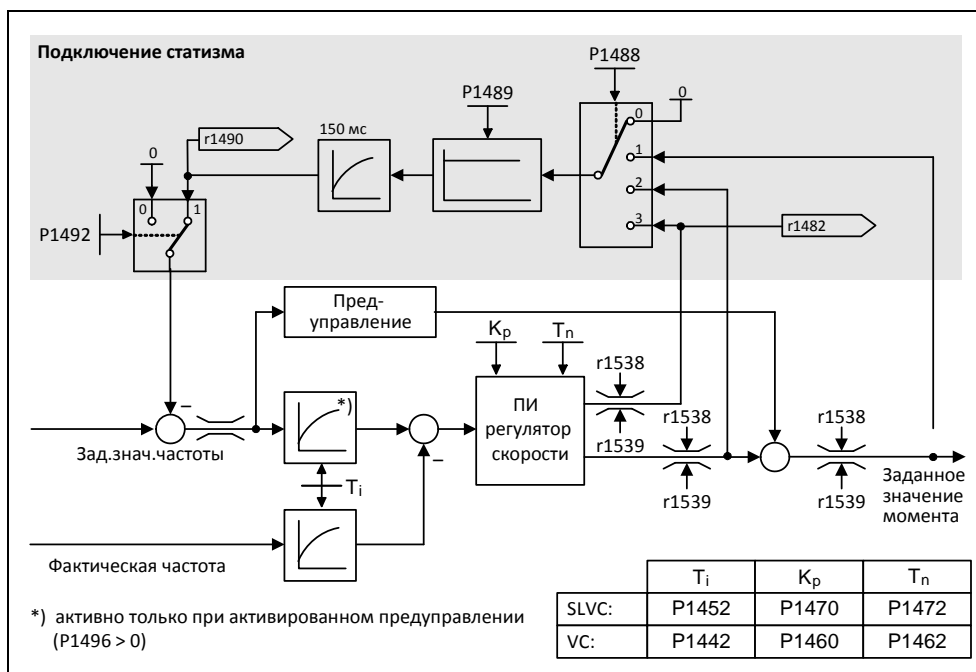 Подключение статизма
P1488
P1489
0
150 мс
r1490
0
1
2
3
0
0
1
P1492
r1482
Пред-
управление
Kp
Tn
r1538
*)
ПИ
регулятор
скорости
r1539
r1538
r1538
–
–
Зад.знач.частоты
Ti
r1539
r1539
Заданное
значение
момента
Фактическая частота
Ti
Kp
Tn
SLVC:
P1452
P1470
P1472
VC:
P1442
P1460
P1462
*) активно только при активированном предуправлении
(P1496 > 0)